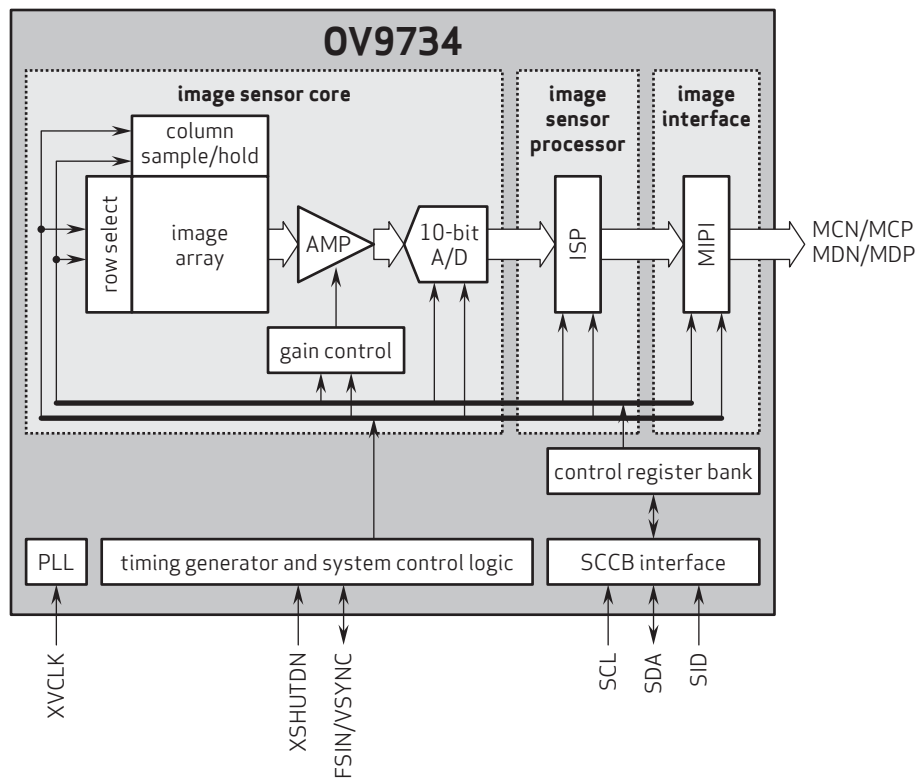 OV9734
image sensor core
image
sensor
processor
image
interface
column
sample/hold
row select
image
array
AMP
10-bit
A/D
ISP
MIPI
MCN/MCP
MDN/MDP
gain control
control register bank
PLL
timing generator and system control logic
SCCB interface
XVCLK
XSHUTDN
FSIN/VSYNC
SCL
SDA
SID